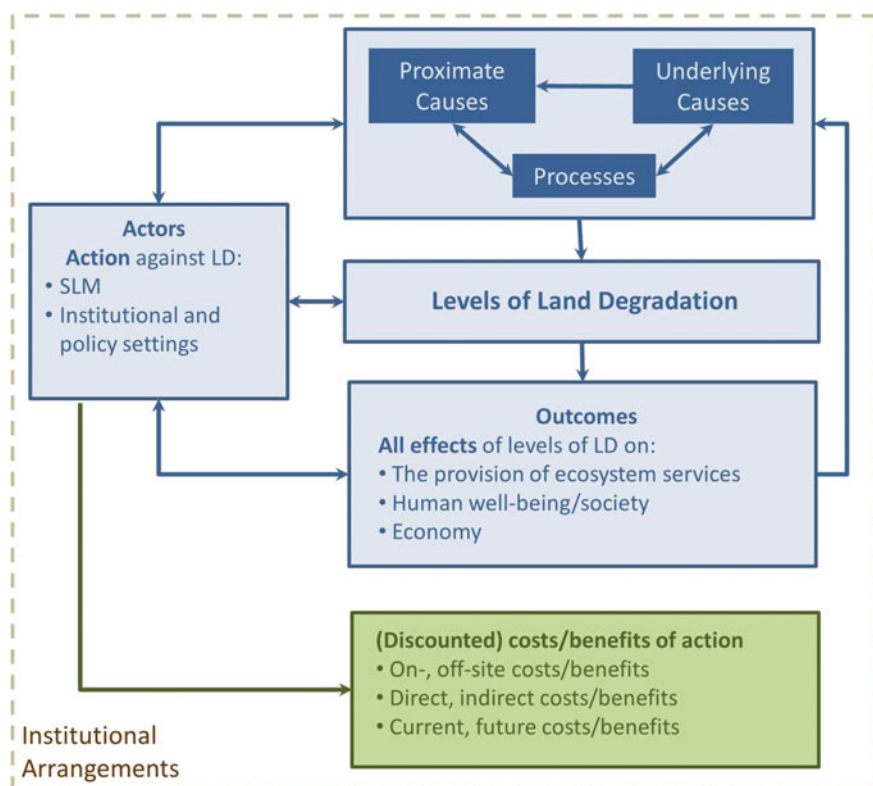 Proximate
Causes
Underlying
Causes
Processes
Actors
Action against LD:
• SLM
• Institutional and
policy settings
Levels of Land Degradation
Outcomes
All effects of levels of LD on:
• The provision of ecosystem services
• Human well-being/society
• Economy
(Discounted) costs/benefits of action
• On-, off-site costs/benefits
• Direct, indirect costs/benefits
• Current, future costs/benefits
Institutional
Arrangements